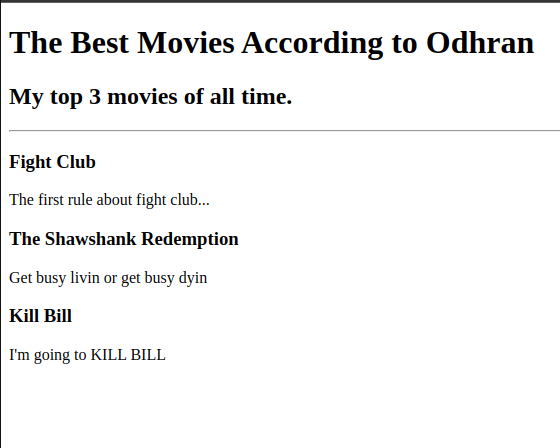 The Best Movies According to Odhran
My top 3 movies of all time.
Fight Club
The first rule about fight club...
The Shawshank Redemption
Get busy livin or get busy dyin
Kill Bill
I'm going to KILL BILL